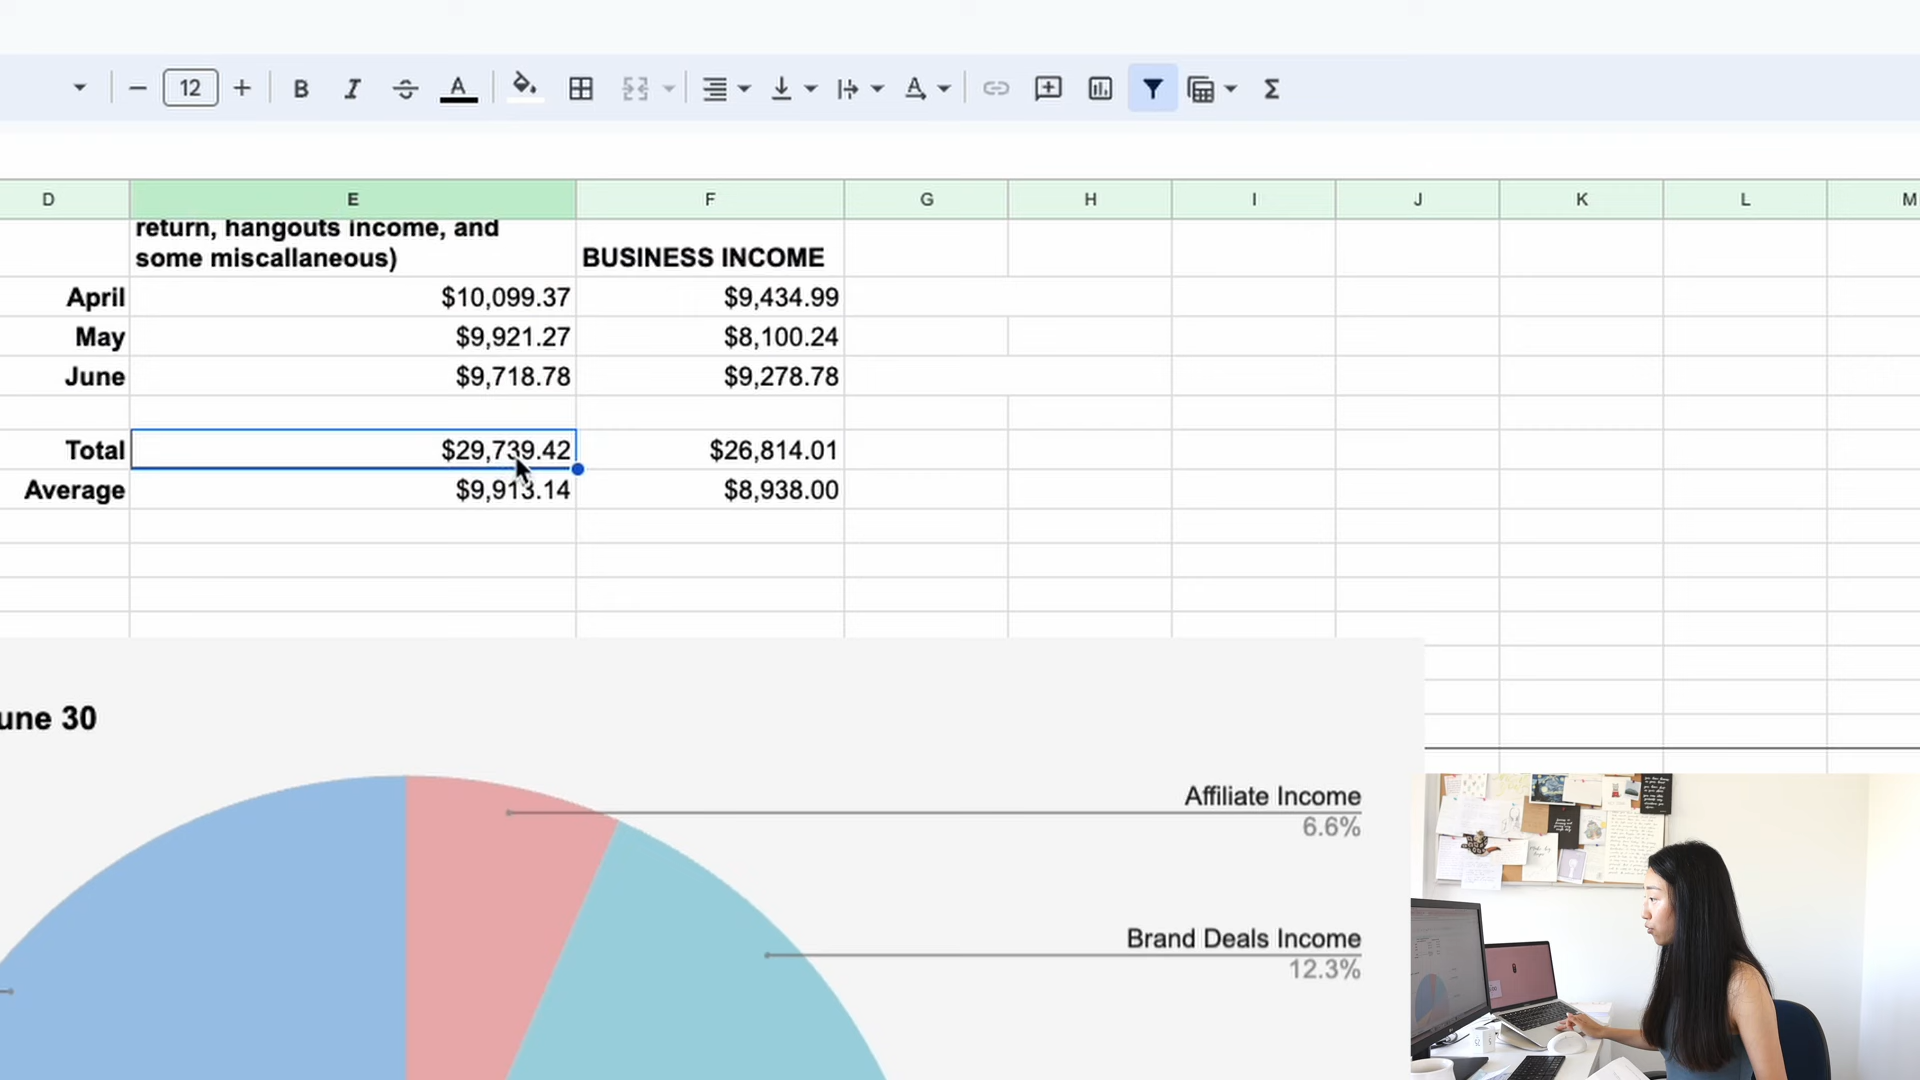 12
B I S A A Σ
D E F G H I J K L M
return, hangouts income, and
some miscallaneous)
BUSINESS INCOME
April $10,099.37 $9,434.99
May $9,921.27 $8,100.24
June $9,718.78 $9,278.78
Total $29,739.42 $26,814.01
Average $9,913.14 $8,938.00
une 30
Affiliate Income
6.6%
Brand Deals Income
12.3%